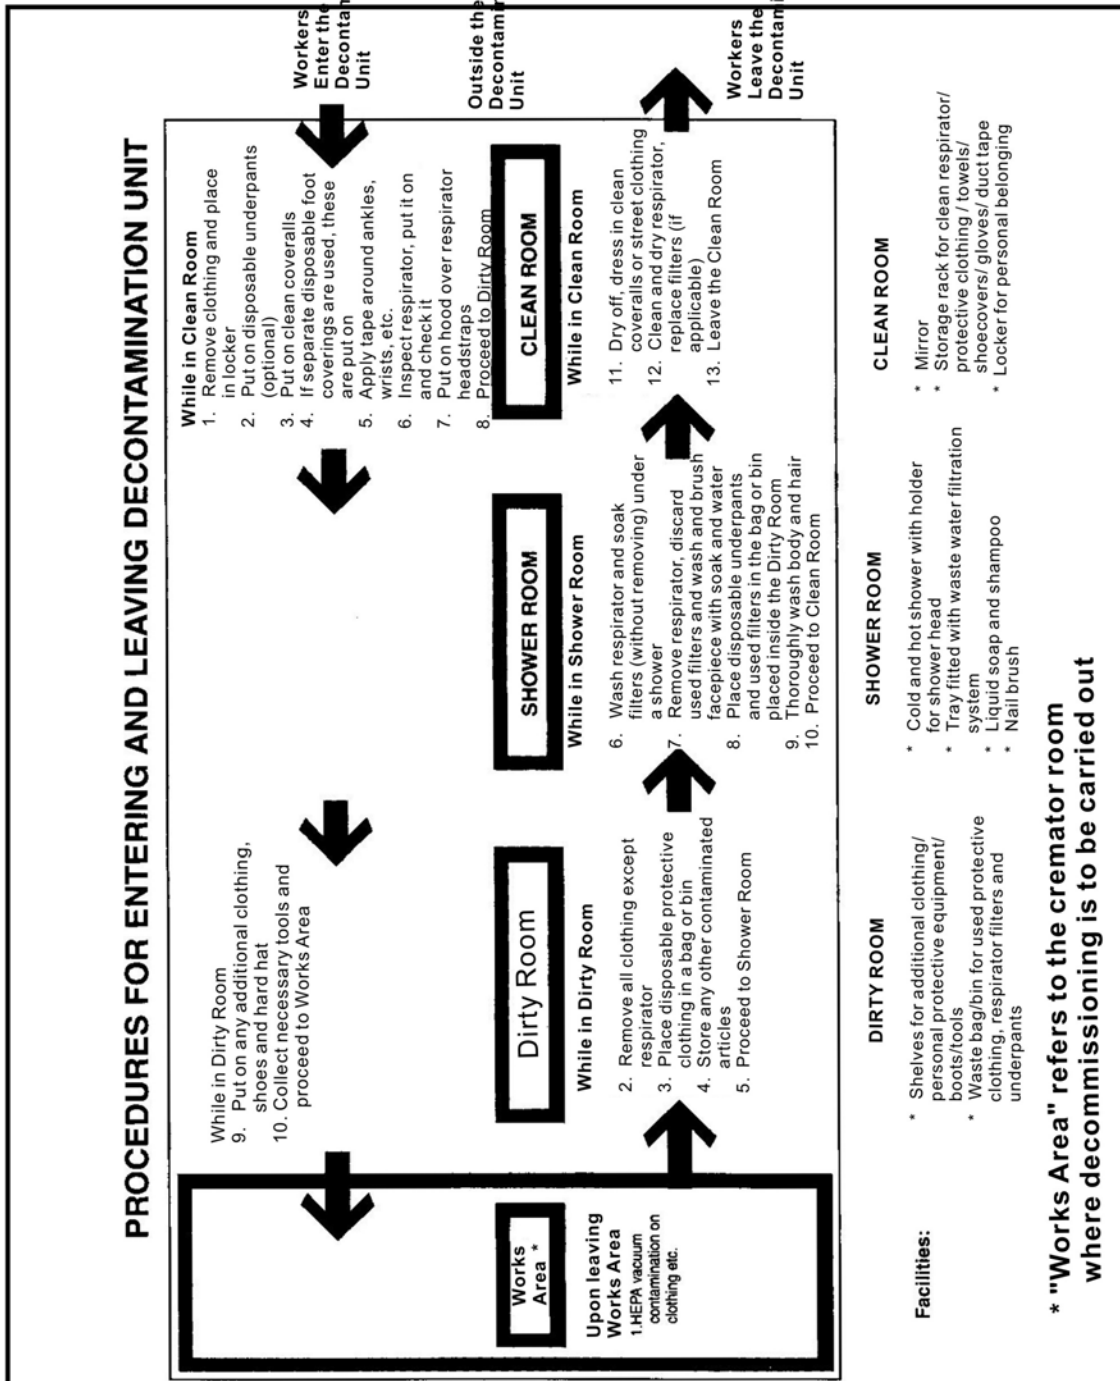 PROCEDURES FOR ENTERING AND LEAVING DECONTAMINATION UNIT
While in Dirty Room
9. Put on any additional clothing,
shoes and hard hat
10. Collect necessary tools and
proceed to Works Area
While in Clean Room
1. Remove clothing and place
in locker
2. Put on disposable underpants
(optional)
3. Put on clean coveralls
4. If separate disposable foot
coverings are used, these
are put on
5. Apply tape around ankles,
wrists, etc.
6. Inspect respirator, put it on
and check it
7. Put on hood over respirator
headstraps
8. Proceed to Dirty Room
Workers
Enter the
Unit
Outside the
Unit
Workers
Leave the
Unit
Works
Area *
Dirty Room
SHOWER ROOM
CLEAN ROOM
Upon leaving
Works Area
1.HEPA vacuum
contamination on
clothing etc.
While in Dirty Room
2. Remove all clothing except
respirator
3. Place disposable protective
clothing in a bag or bin
4. Store any other contaminated
articles
5. Proceed to Shower Room
While in Shower Room
6. Wash respirator and soak
filters (without removing) under
a shower
7. Remove respirator, discard
used filters and wash and brush
facepiece with soak and water
8. Place disposable underpants
and used filters in the bag or bin
placed inside the Dirty Room
9. Thoroughly wash body and hair
10. Proceed to Clean Room
While in Clean Room
11. Dry off, dress in clean
coveralls or street clothing
12. Clean and dry respirator,
replace filters (if
applicable)
13. Leave the Clean Room
Facilities:
DIRTY ROOM
* Shelves for additional clothing/
personal protective equipment/
boots/tools
* Waste bag/bin for used protective
clothing, respirator filters and
underpants
SHOWER ROOM
* Cold and hot shower with holder
for shower head
* Tray fitted with waste water filtration
system
* Liquid soap and shampoo
* Nail brush
CLEAN ROOM
* Mirror
* Storage rack for clean respirator/
protective clothing / towels/
shoecovers/ gloves/ duct tape
* Locker for personal belonging
* "Works Area" refers to the cremator room
where decommissioning is to be carried out